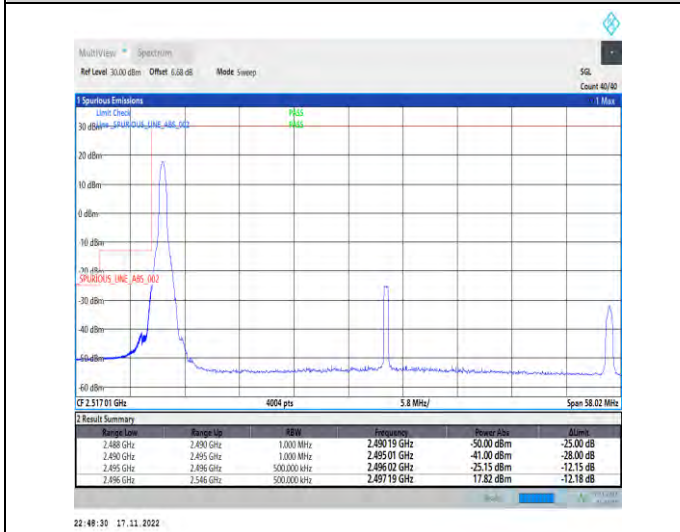 MultiView Spectrum
Ref Level 30.00 dBm Offset 6.68 dB Mode Sweep SGL
Count 40/40
1 Spurious Emissions 1 Max
Limit Check PASS
Line _SPURIOUS_LINE_ABS_002 PASS
30 dBm
20 dBm
10 dBm
0 dBm
-10 dBm
-20 dBm
_SPURIOUS_LINE_ABS_002
-30 dBm
-40 dBm
-50 dBm
-60 dBm
CF 2.517 01 GHz 4004 pts 5.8 MHz/ Span 58.02 MHz
2 Result Summary
Range Low Range Up RBW Frequency Power Abs ΔLimit
2.488 GHz 2.490 GHz 1.000 MHz 2.490 19 GHz -50.00 dBm -25.00 dB
2.490 GHz 2.495 GHz 1.000 MHz 2.495 01 GHz -41.00 dBm -28.00 dB
2.495 GHz 2.496 GHz 500.000 kHz 2.496 02 GHz -25.15 dBm -12.15 dB
2.496 GHz 2.546 GHz 500.000 kHz 2.497 19 GHz 17.82 dBm -12.18 dB
22:48:30 17.11.2022